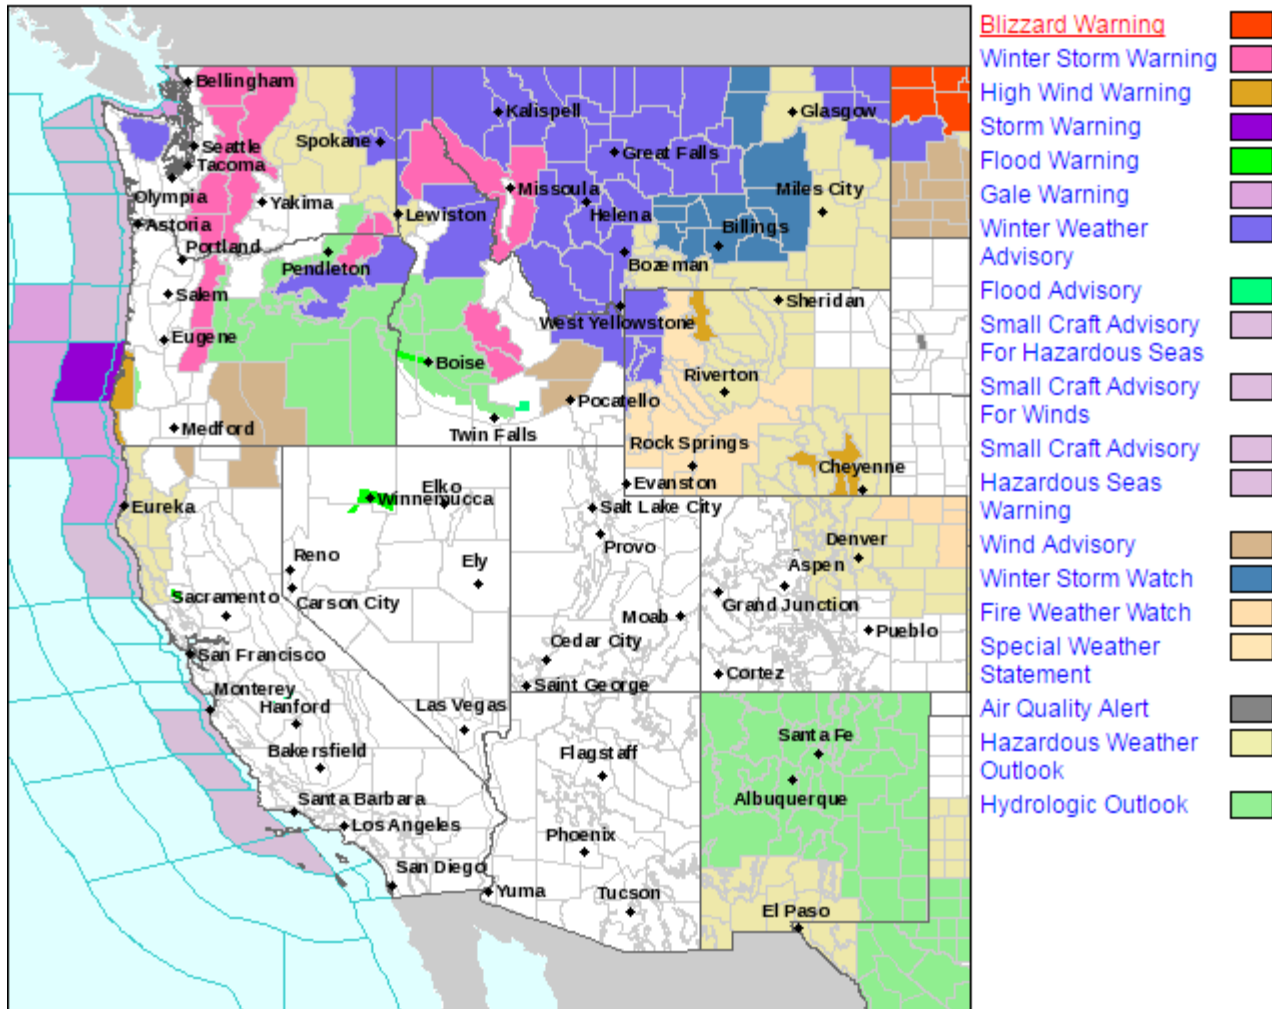 Blizzard Warning
Winter Storm Warning
High Wind Warning
Storm Warning
Flood Warning
Gale Warning
Winter Weather
Advisory
Flood Advisory
Small Craft Advisory
For Hazardous Seas
Small Craft Advisory
For Winds
Small Craft Advisory
Hazardous Seas
Warning
Wind Advisory
Winter Storm Watch
Fire Weather Watch
Special Weather
Statement
Air Quality Alert
Hazardous Weather
Outlook
Hydrologic Outlook
Bellingham
Kalispell
Glasgow
Spokane
Seattle
Great Falls
Tacoma
Missoula
Miles City
Olympia
Yakima
Helena
Lewiston
Astoria
Billings
Portland
Pendleton
Bozeman
Salem
Sheridan
West Yellowstone
Eugene
Boise
Riverton
Pocatello
Medford
Twin Falls
Rock Springs
Cheyenne
Evanston
Elko
Winnemucca
Eureka
Salt Lake City
Provo
Denver
Reno
Ely
Aspen
Sacramento
Carson City
Grand Junction
Moab
Pueblo
Cedar City
San Francisco
Cortez
Saint George
Monterey
Hanford
Las Vegas
Santa Fe
Bakersfield
Flagstaff
Albuquerque
Santa Barbara
Los Angeles
Phoenix
San Diego
Yuma
Tucson
El Paso